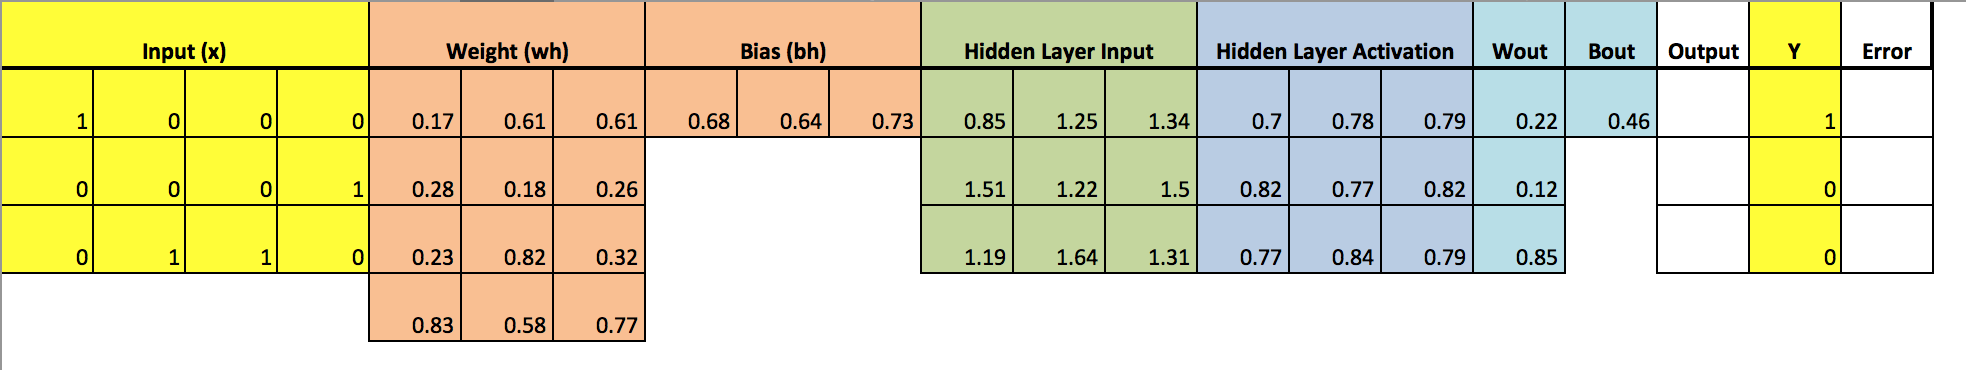 Input (x) Weight (wh) Bias (bh) Hidden Layer Input Hidden Layer Activation Wout Bout Output Y Error
1 0 0 0 0.17 0.61 0.61 0.68 0.64 0.73 0.85 1.25 1.34 0.7 0.78 0.79 0.22 0.46 1
0 0 0 1 0.28 0.18 0.26 1.51 1.22 1.5 0.82 0.77 0.82 0.12 0
0 1 1 0 0.23 0.82 0.32 1.19 1.64 1.31 0.77 0.84 0.79 0.85 0
0.83 0.58 0.77